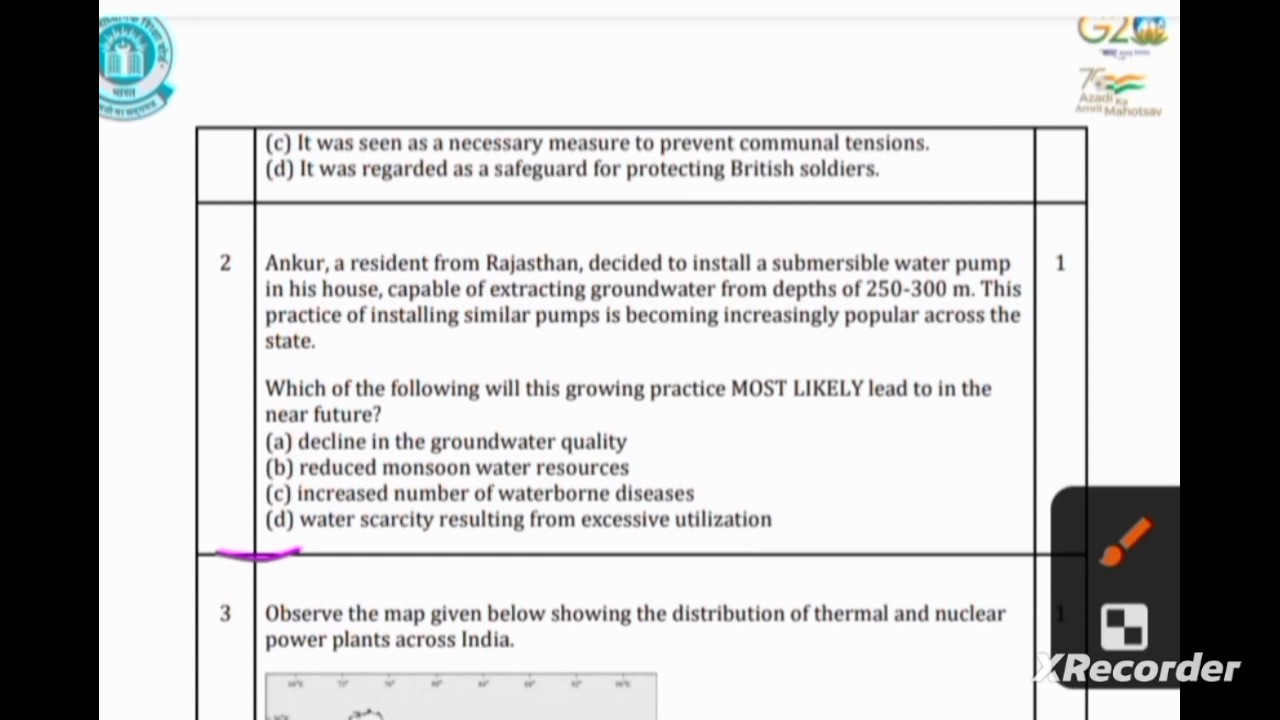 G20
भारत
75
Azadi Ka
Amrit Mahotsav
(c) It was seen as a necessary measure to prevent communal tensions.
(d) It was regarded as a safeguard for protecting British soldiers.
2 Ankur, a resident from Rajasthan, decided to install a submersible water pump 1
in his house, capable of extracting groundwater from depths of 250-300 m. This
practice of installing similar pumps is becoming increasingly popular across the
state.
Which of the following will this growing practice MOST LIKELY lead to in the
near future?
(a) decline in the groundwater quality
(b) reduced monsoon water resources
(c) increased number of waterborne diseases
(d) water scarcity resulting from excessive utilization
3 Observe the map given below showing the distribution of thermal and nuclear 1
power plants across India.
XRecorder